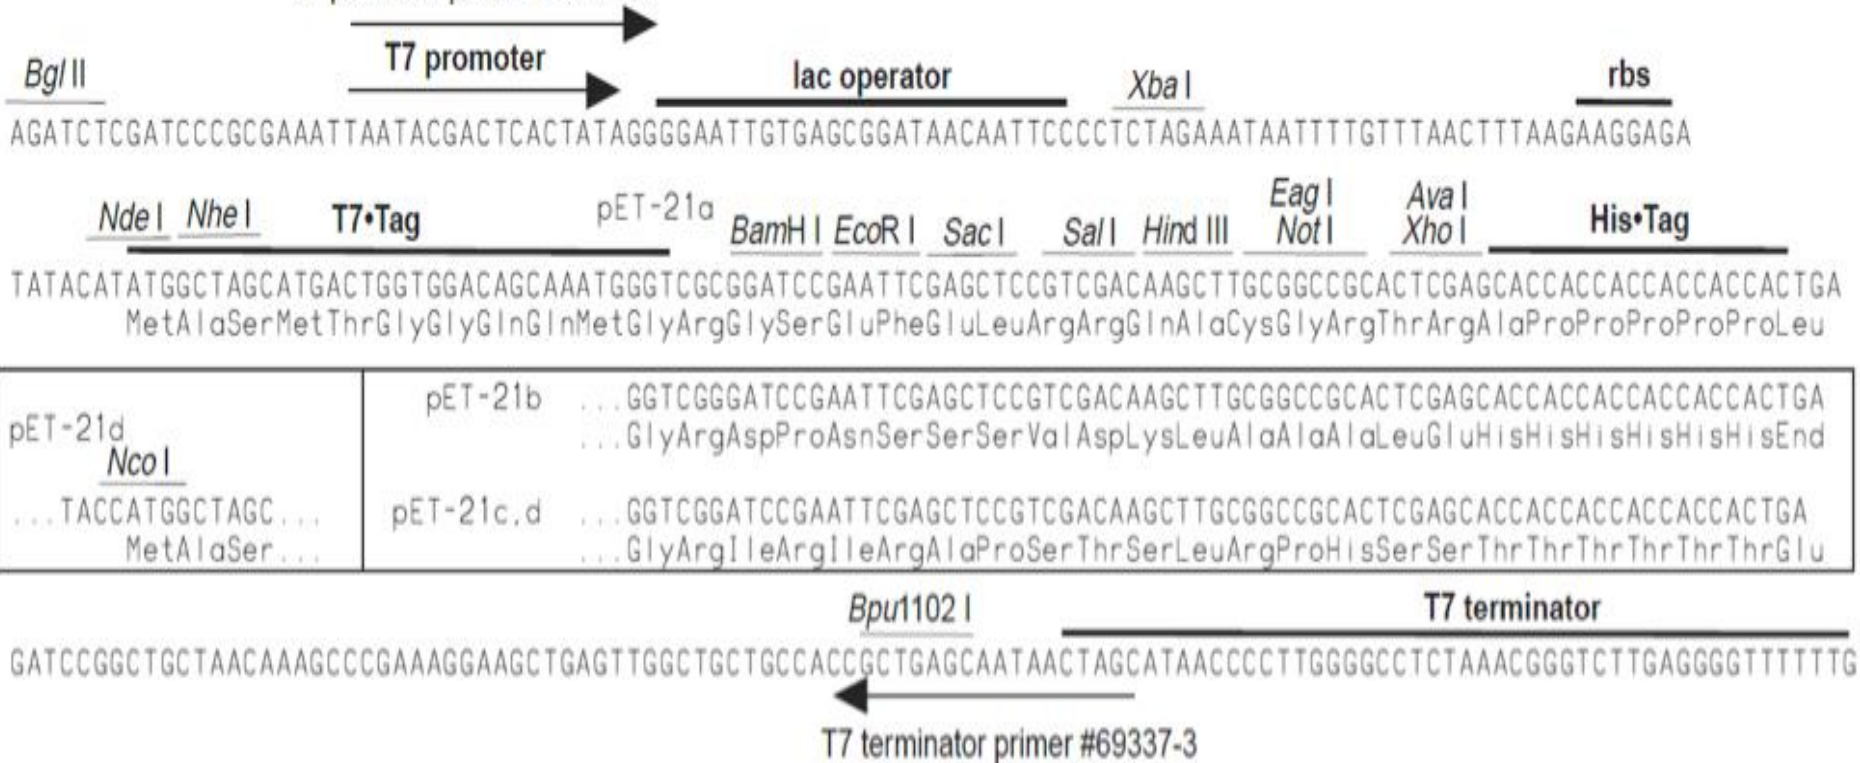 T7 promoter
Bgl II lac operator Xba I rbs
AGATCTCGATCCCGCGAAATTAATACGACTCACTATAGGGGAATTGTGAGCGGATAACAATTCCCCTCTAGAAATAATTTTGTTTAACTTTAAGAAGGAGA
Eag I Ava I
Nde I Nhe I T7•Tag pET-21a BamH I EcoR I Sac I Sal I Hind III Not I Xho I His•Tag
TATACATATGGCTAGCATGACTGGTGGACAGCAAATGGGTCGCGGATCCGAATTCGAGCTCCGTCGACAAGCTTGCGGCCGCACTCGAGCACCACCACCACCACCACTGA
MetAlaSerMetThrGlyGlyGlnGlnMetGlyArgGlySerGluPheGluLeuArgArgGlnAlaCysGlyArgThrArgAlaProProProProProLeu
pET-21d
Nco I
...TACCATGGCTAGC...
MetAlaSer...
pET-21b ...GGTCGGGATCCGAATTCGAGCTCCGTCGACAAGCTTGCGGCCGCACTCGAGCACCACCACCACCACCACTGA
...GlyArgAspProAsnSerSerSerValAspLysLeuAlaAlaAlaLeuGluHisHisHisHisHisHisEnd
pET-21c,d ...GGTCGGATCCGAATTCGAGCTCCGTCGACAAGCTTGCGGCCGCACTCGAGCACCACCACCACCACCACTGA
...GlyArgIleArgIleArgAlaProSerThrSerLeuArgProHisSerSerThrThrThrThrThrThrGlu
Bpu1102 I T7 terminator
GATCCGGCTGCTAACAAAGCCCGAAAGGAAGCTGAGTTGGCTGCTGCCACCGCTGAGCAATAACTAGCATAACCCCTTGGGGCCTCTAAACGGGTCTTGAGGGGTTTTTTG
T7 terminator primer #69337-3